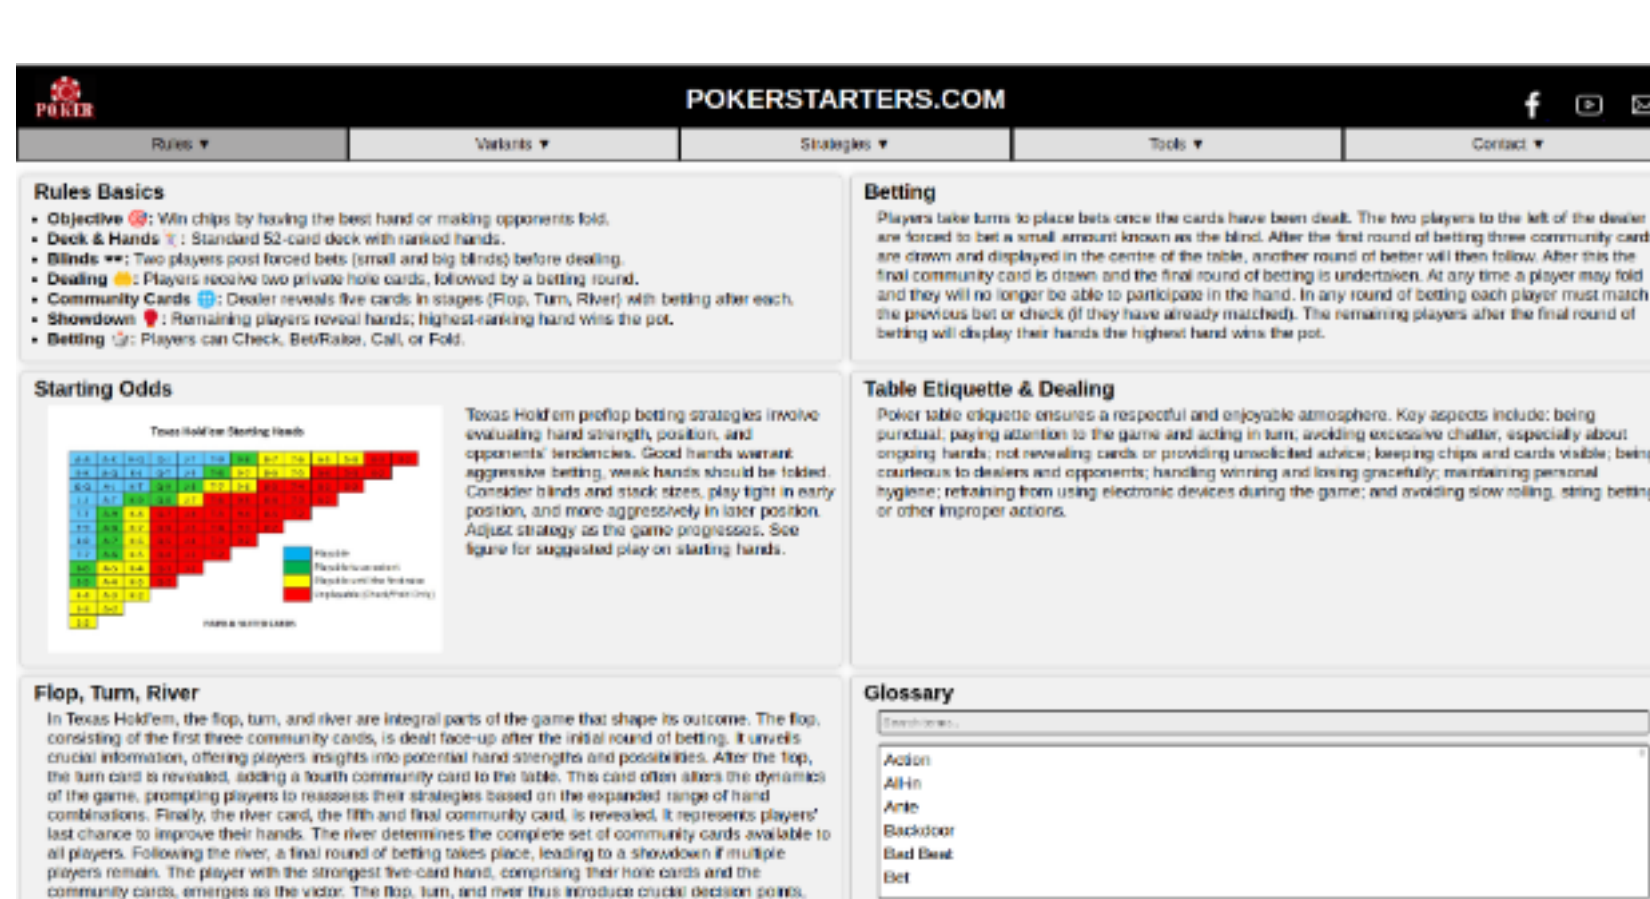 POKER
POKERSTARTERS.COM
Rules ▼
Variants ▼
Strategies ▼
Tools ▼
Contact ▼
Rules Basics
• Objective 🎯: Win chips by having the best hand or making opponents fold.
• Deck & Hands 🃏: Standard 52-card deck with ranked hands.
• Blinds 🕶: Two players post forced bets (small and big blinds) before dealing.
• Dealing 🤲: Players receive two private hole cards, followed by a betting round.
• Community Cards 🌐: Dealer reveals five cards in stages (Flop, Turn, River) with betting after each.
• Showdown 🥊: Remaining players reveal hands; highest-ranking hand wins the pot.
• Betting 🎲: Players can Check, Bet/Raise, Call, or Fold.
Betting
Players take turns to place bets once the cards have been dealt. The two players to the left of the dealer
are forced to bet a small amount known as the blind. After the first round of betting three community card
are drawn and displayed in the centre of the table, another round of better will then follow. After this the
final community card is drawn and the final round of betting is undertaken. At any time a player may fold
and they will no longer be able to participate in the hand. In any round of betting each player must match
the previous bet or check (if they have already matched). The remaining players after the final round of
betting will display their hands the highest hand wins the pot.
Starting Odds
Texas Hold'em Starting Hands
Playable
Playable until the first raise
Unplayable (Check/Fold Only)
Texas Hold'em preflop betting strategies involve
evaluating hand strength, position, and
opponents' tendencies. Good hands warrant
aggressive betting, weak hands should be folded.
Consider blinds and stack sizes, play tight in early
position, and more aggressively in later position.
Adjust strategy as the game progresses. See
figure for suggested play on starting hands.
Table Etiquette & Dealing
Poker table etiquette ensures a respectful and enjoyable atmosphere. Key aspects include: being
punctual; paying attention to the game and acting in turn; avoiding excessive chatter, especially about
ongoing hands; not revealing cards or providing unsolicited advice; keeping chips and cards visible; being
courteous to dealers and opponents; handling winning and losing gracefully; maintaining personal
hygiene; refraining from using electronic devices during the game; and avoiding slow rolling, string betting
or other improper actions.
Flop, Turn, River
In Texas Hold'em, the flop, turn, and river are integral parts of the game that shape its outcome. The flop,
consisting of the first three community cards, is dealt face-up after the initial round of betting. It unveils
crucial information, offering players insights into potential hand strengths and possibilities. After the flop,
the turn card is revealed, adding a fourth community card to the table. This card often alters the dynamics
of the game, prompting players to reassess their strategies based on the expanded range of hand
combinations. Finally, the river card, the fifth and final community card, is revealed. It represents players'
last chance to improve their hands. The river determines the complete set of community cards available to
all players. Following the river, a final round of betting takes place, leading to a showdown if multiple
players remain. The player with the strongest five-card hand, comprising their hole cards and the
community cards, emerges as the victor. The flop, turn, and river thus introduce crucial decision points,
Glossary
Search terms..
Action
All-in
Ante
Backdoor
Bad Beat
Bet